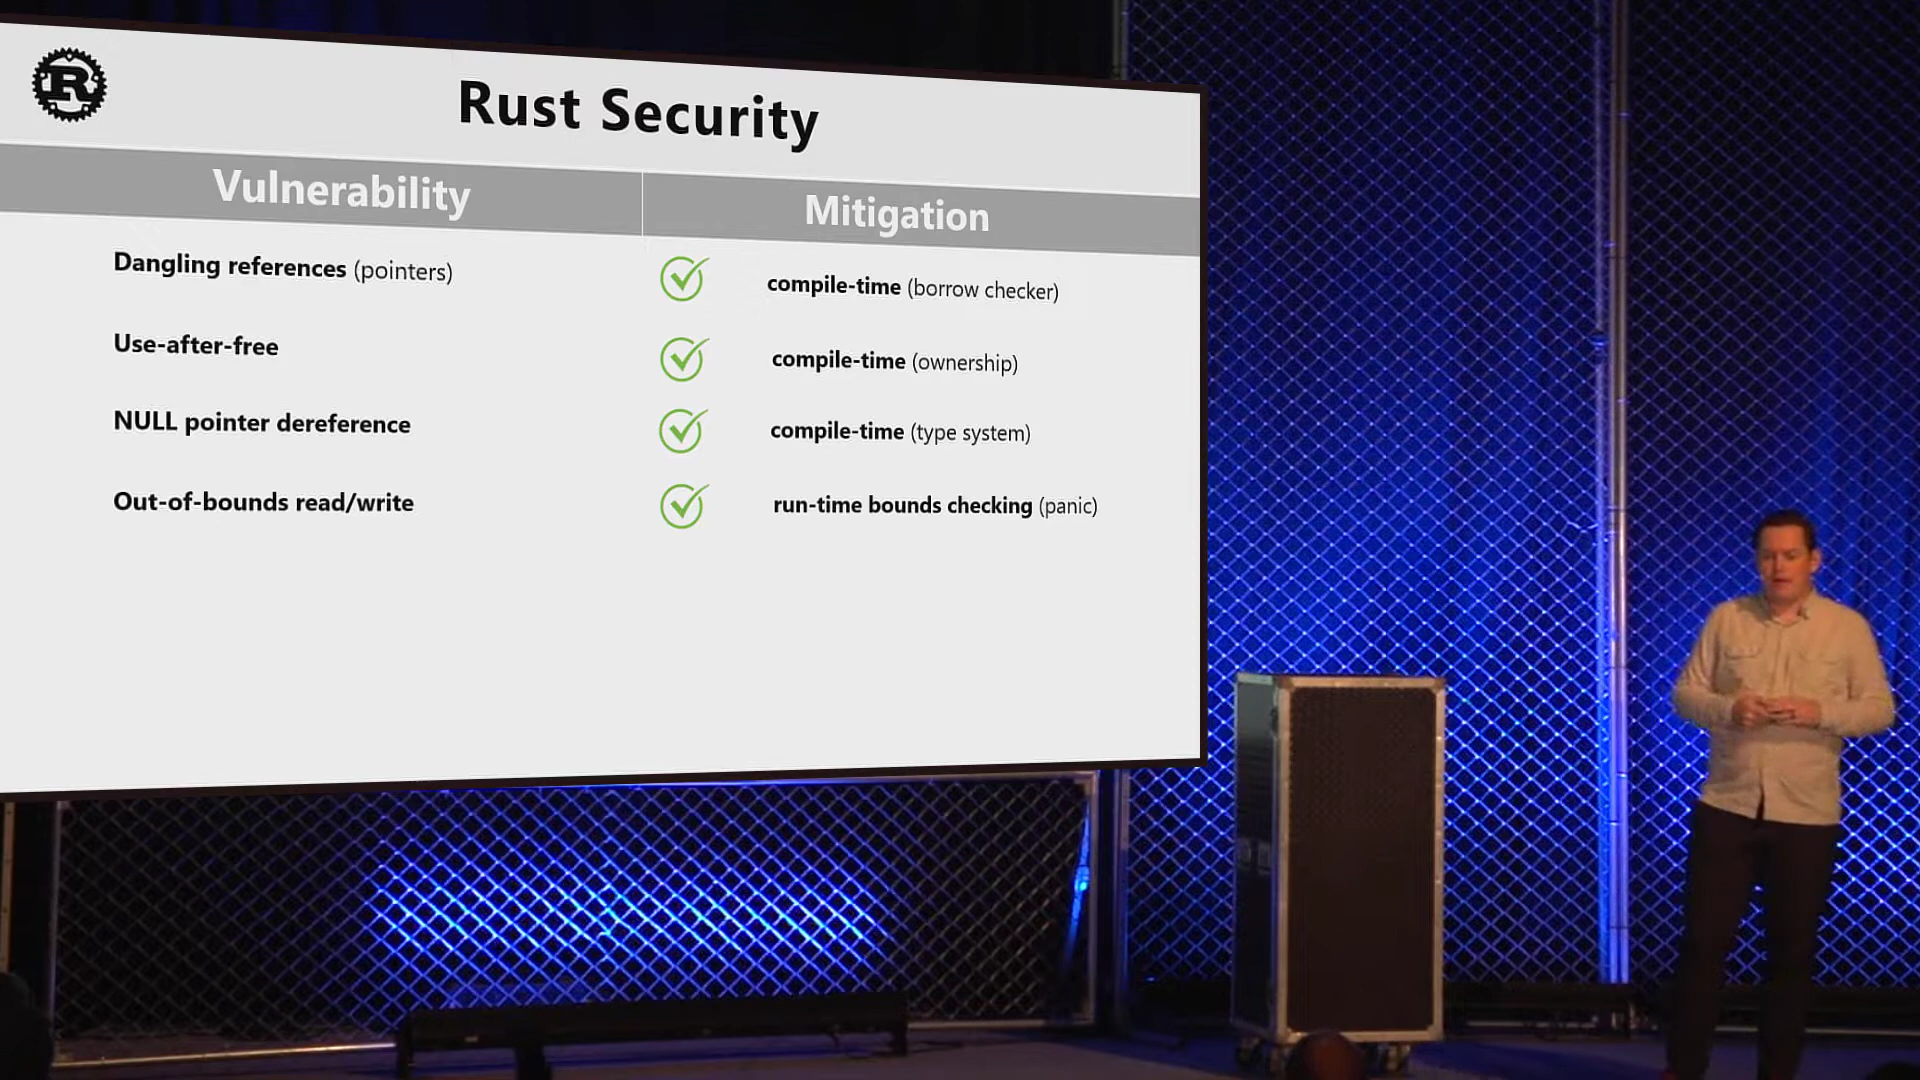 R
Rust Security
Vulnerability Mitigation
Dangling references (pointers) compile-time (borrow checker)
Use-after-free compile-time (ownership)
NULL pointer dereference compile-time (type system)
Out-of-bounds read/write run-time bounds checking (panic)